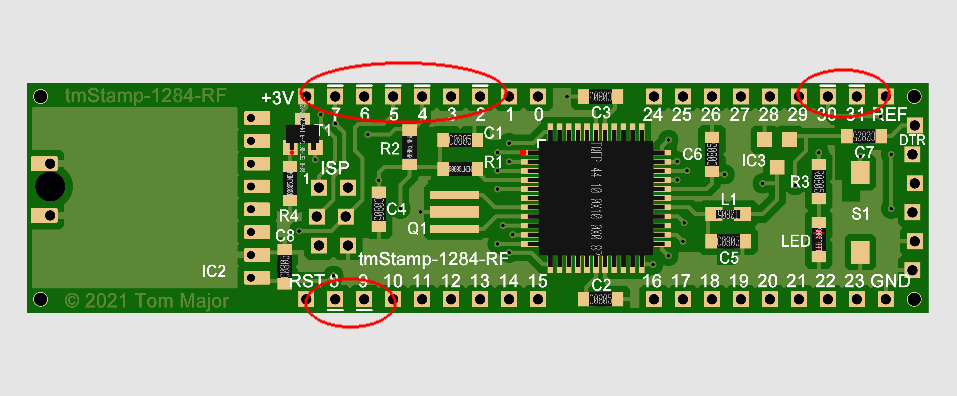 tmStamp-1284-RF
+3V 7 6 5 4 3 2 1 0 C3 24 25 26 27 28 29 30 31 REF
T1 ISP 1 R4 C8 IC2
R2 C1 R1 C4 Q1
TQFP 44 10
C6 IC3 C7 DTR
L1 C5 R3 LED S1
tmStamp-1284-RF
RST 8 9 10 11 12 13 14 15 C2 16 17 18 19 20 21 22 23 GND
© 2021 Tom Major